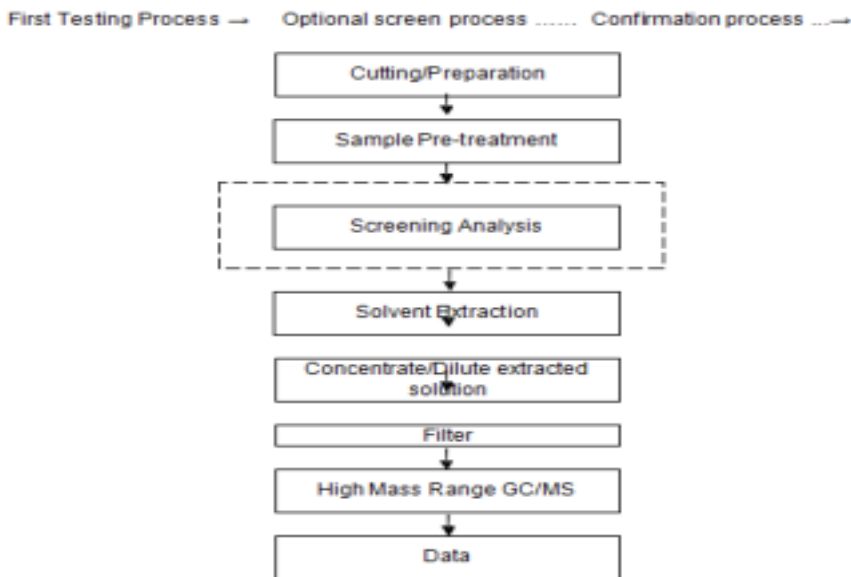 First Testing Process → Optional screen process ...... Confirmation process ...→
Cutting/Preparation
Sample Pre-treatment
Screening Analysis
Solvent Extraction
Concentrate/Dilute extracted
solution
Filter
High Mass Range GC/MS
Data